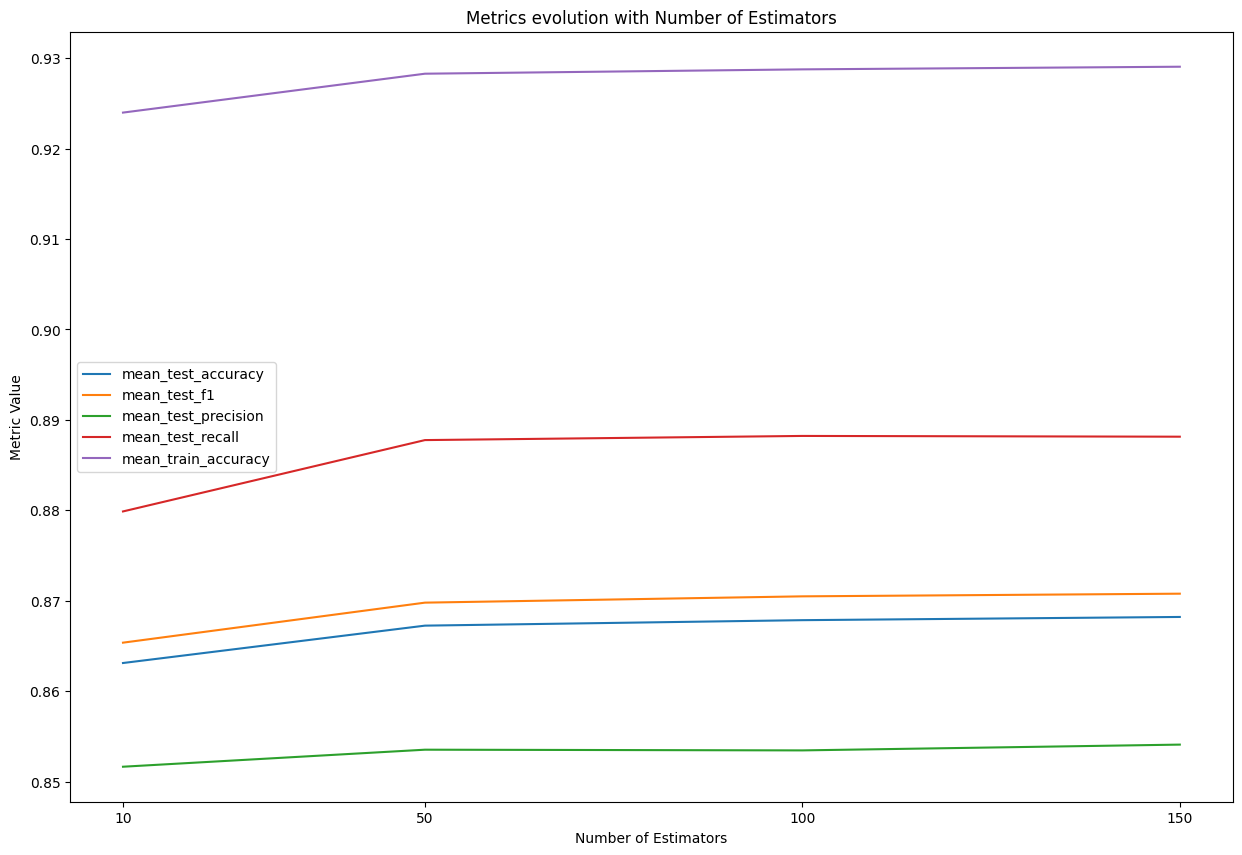 Metrics evolution with Number of Estimators
0.93
0.92
0.91
0.90
0.89
0.88
0.87
0.86
0.85
Metric Value
mean_test_accuracy
mean_test_f1
mean_test_precision
mean_test_recall
mean_train_accuracy
10 50 100 150
Number of Estimators